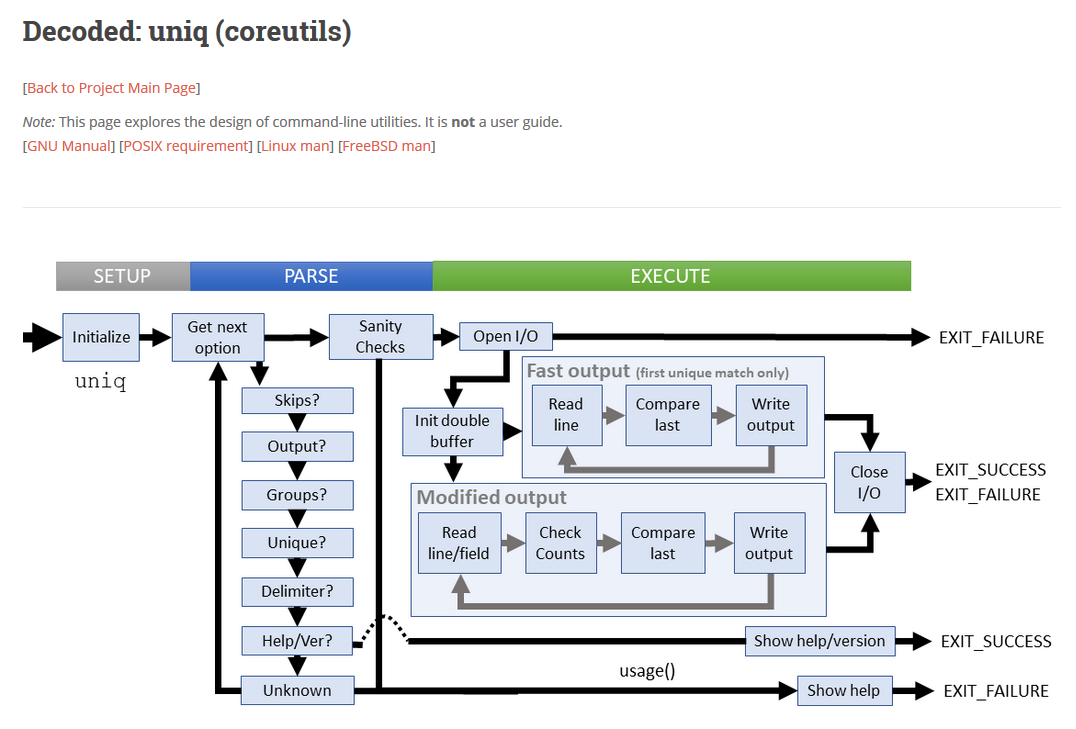 Decoded: uniq (coreutils)
[Back to Project Main Page]
Note: This page explores the design of command-line utilities. It is not a user guide.
[GNU Manual] [POSIX requirement] [Linux man] [FreeBSD man]
SETUP
PARSE
EXECUTE
Initialize
uniq
Get next
option
Sanity
Checks
Open I/O
EXIT_FAILURE
Skips?
Output?
Groups?
Unique?
Delimiter?
Help/Ver?
Unknown
Init double
buffer
Fast output (first unique match only)
Read
line
Compare
last
Write
output
Modified output
Read
line/field
Check
Counts
Compare
last
Write
output
Close
I/O
EXIT_SUCCESS
EXIT_FAILURE
Show help/version
EXIT_SUCCESS
usage()
Show help
EXIT_FAILURE